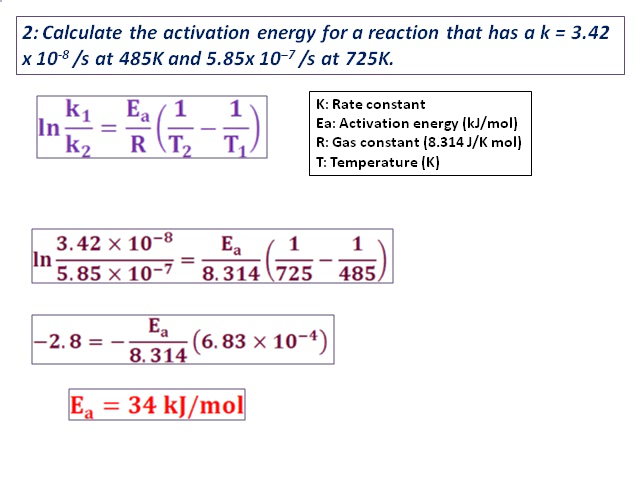 2: Calculate the activation energy for a reaction that has a k = 3.42
x 10⁻⁸ /s at 485K and 5.85x 10⁻⁷ /s at 725K.
ln k₁/k₂ = Eₐ/R (1/T₂ − 1/T₁)
K: Rate constant
Ea: Activation energy (kJ/mol)
R: Gas constant (8.314 J/K mol)
T: Temperature (K)
ln 3.42 × 10⁻⁸/5.85 × 10⁻⁷ = Eₐ/8.314 (1/725 − 1/485)
−2.8 = − Eₐ/8.314 (6.83 × 10⁻⁴)
Eₐ = 34 kJ/mol